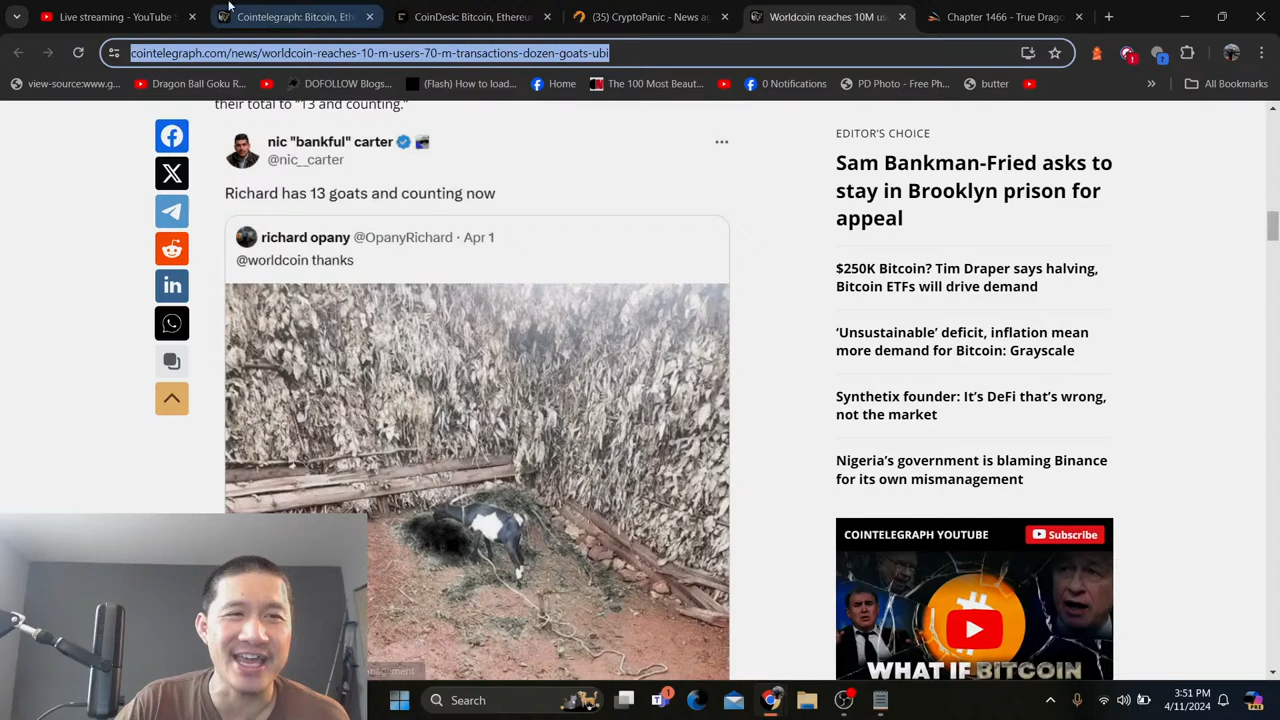 Live streaming - YouTube S
Cointelegraph: Bitcoin, Eth
CoinDesk: Bitcoin, Ethereu
(35) CryptoPanic - News ag
Worldcoin reaches 10M us
Chapter 1466 - True Drago
cointelegraph.com/news/worldcoin-reaches-10-m-users-70-m-transactions-dozen-goats-ubi
view-source:www.g...
Dragon Ball Goku R...
DOFOLLOW Blogs...
(Flash) How to load...
Home
The 100 Most Beaut...
0 Notifications
PD Photo - Free Ph...
butter
All Bookmarks
their total to "13 and counting."
nic "bankful" carter
@nic__carter
Richard has 13 goats and counting now
richard opany @OpanyRichard · Apr 1
@worldcoin thanks
EDITOR'S CHOICE
Sam Bankman-Fried asks to
stay in Brooklyn prison for
appeal
$250K Bitcoin? Tim Draper says halving,
Bitcoin ETFs will drive demand
'Unsustainable' deficit, inflation mean
more demand for Bitcoin: Grayscale
Synthetix founder: It's DeFi that's wrong,
not the market
Nigeria's government is blaming Binance
for its own mismanagement
COINTELEGRAPH YOUTUBE
Subscribe
WHAT IF BITCOIN
Search
3:51 PM
4/11/2024